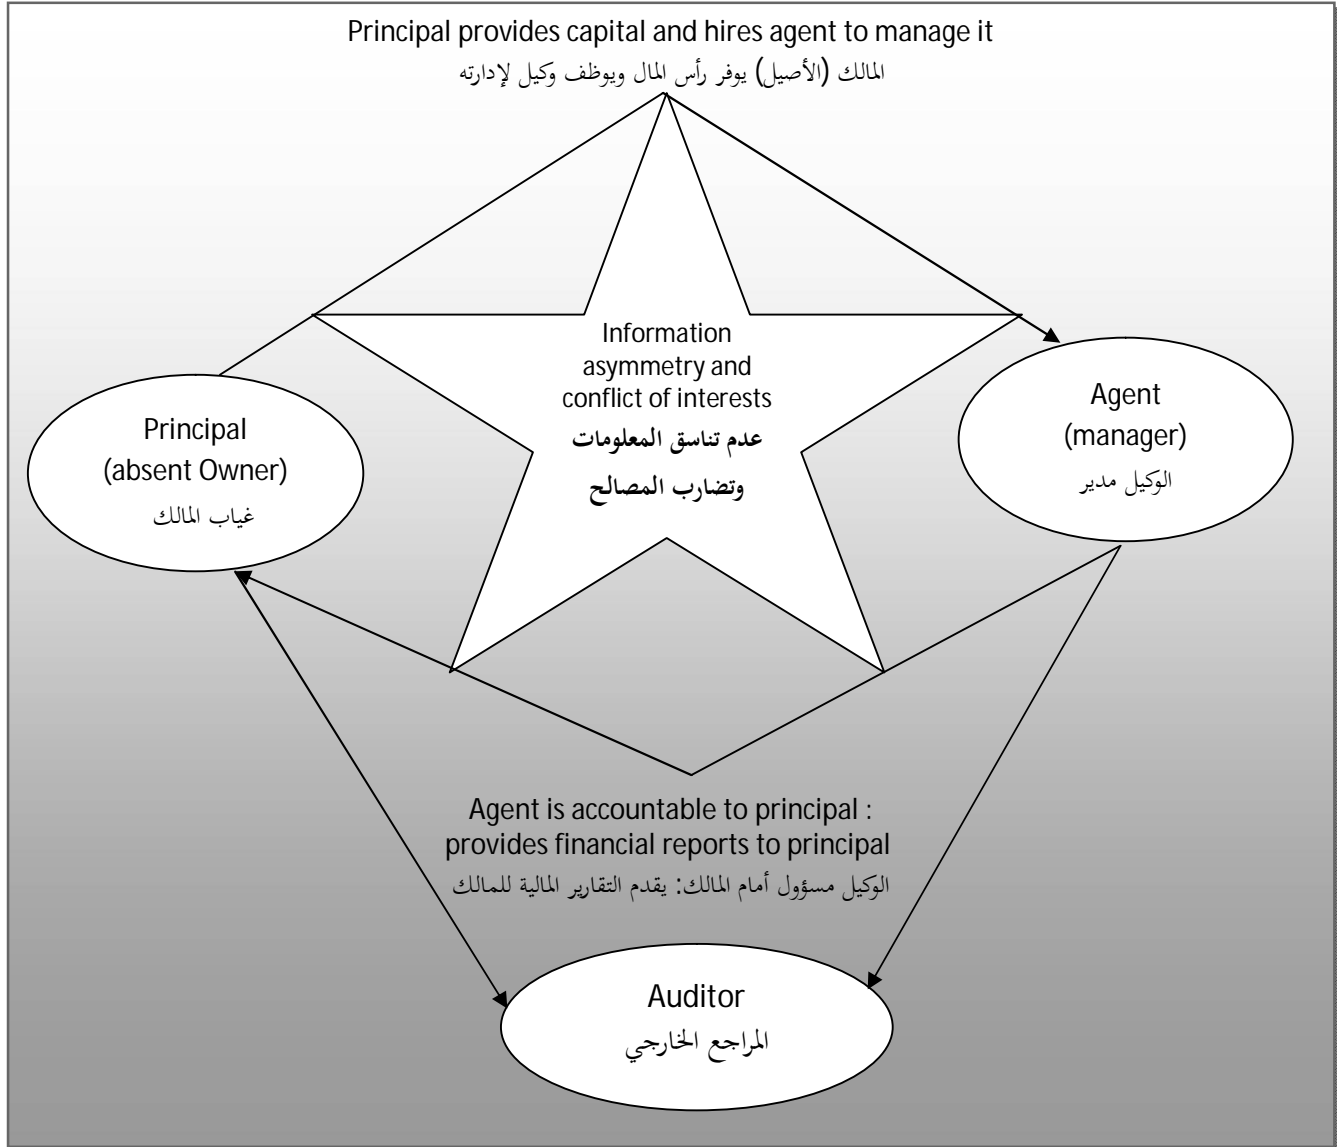 Principal provides capital and hires agent to manage it
المالك (الأصيل) يوفر رأس المال ويوظف وكيل لإدارته
Information
asymmetry and
conflict of interests
عدم تناسق المعلومات
وتضارب المصالح
Principal
(absent Owner)
غياب المالك
Agent
(manager)
الوكيل مدير
Agent is accountable to principal :
provides financial reports to principal
الوكيل مسؤول أمام المالك: يقدم التقارير المالية للمالك
Auditor
المراجع الخارجي